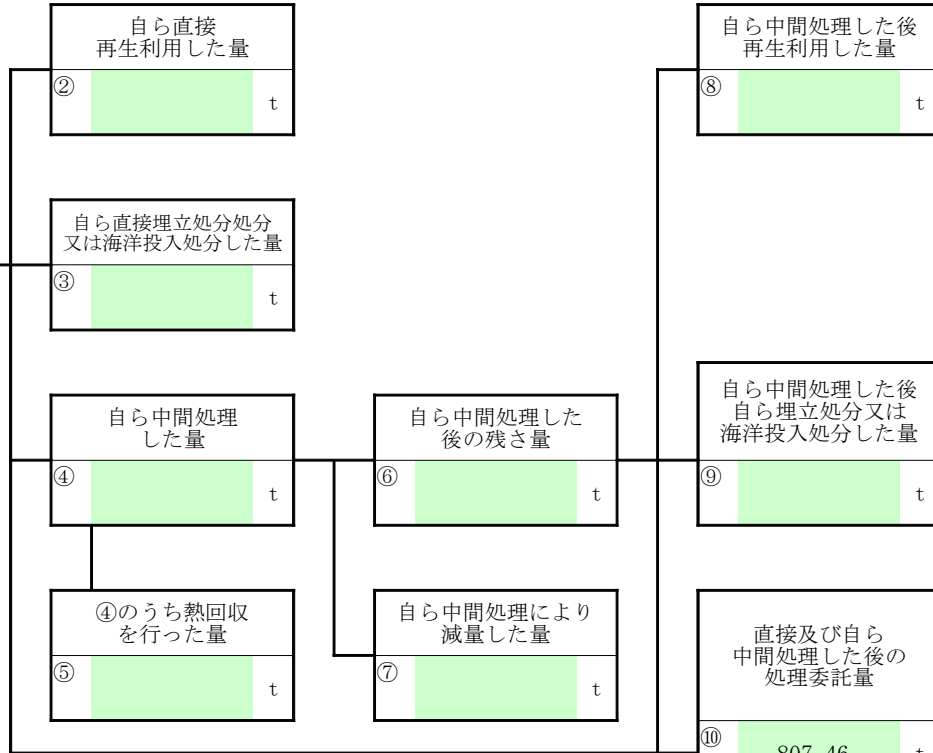 自ら直接
再生利用した量
② t
自ら中間処理した後
再生利用した量
⑧ t
自ら直接埋立処分処分
又は海洋投入処分した量
③ t
自ら中間処理
した量
④ t
自ら中間処理した
後の残さ量
⑥ t
自ら中間処理した後
自ら埋立処分又は
海洋投入処分した量
⑨ t
④のうち熱回収
を行った量
⑤ t
自ら中間処理により
減量した量
⑦ t
直接及び自ら
中間処理した後の
処理委託量
⑩ 807.46 t